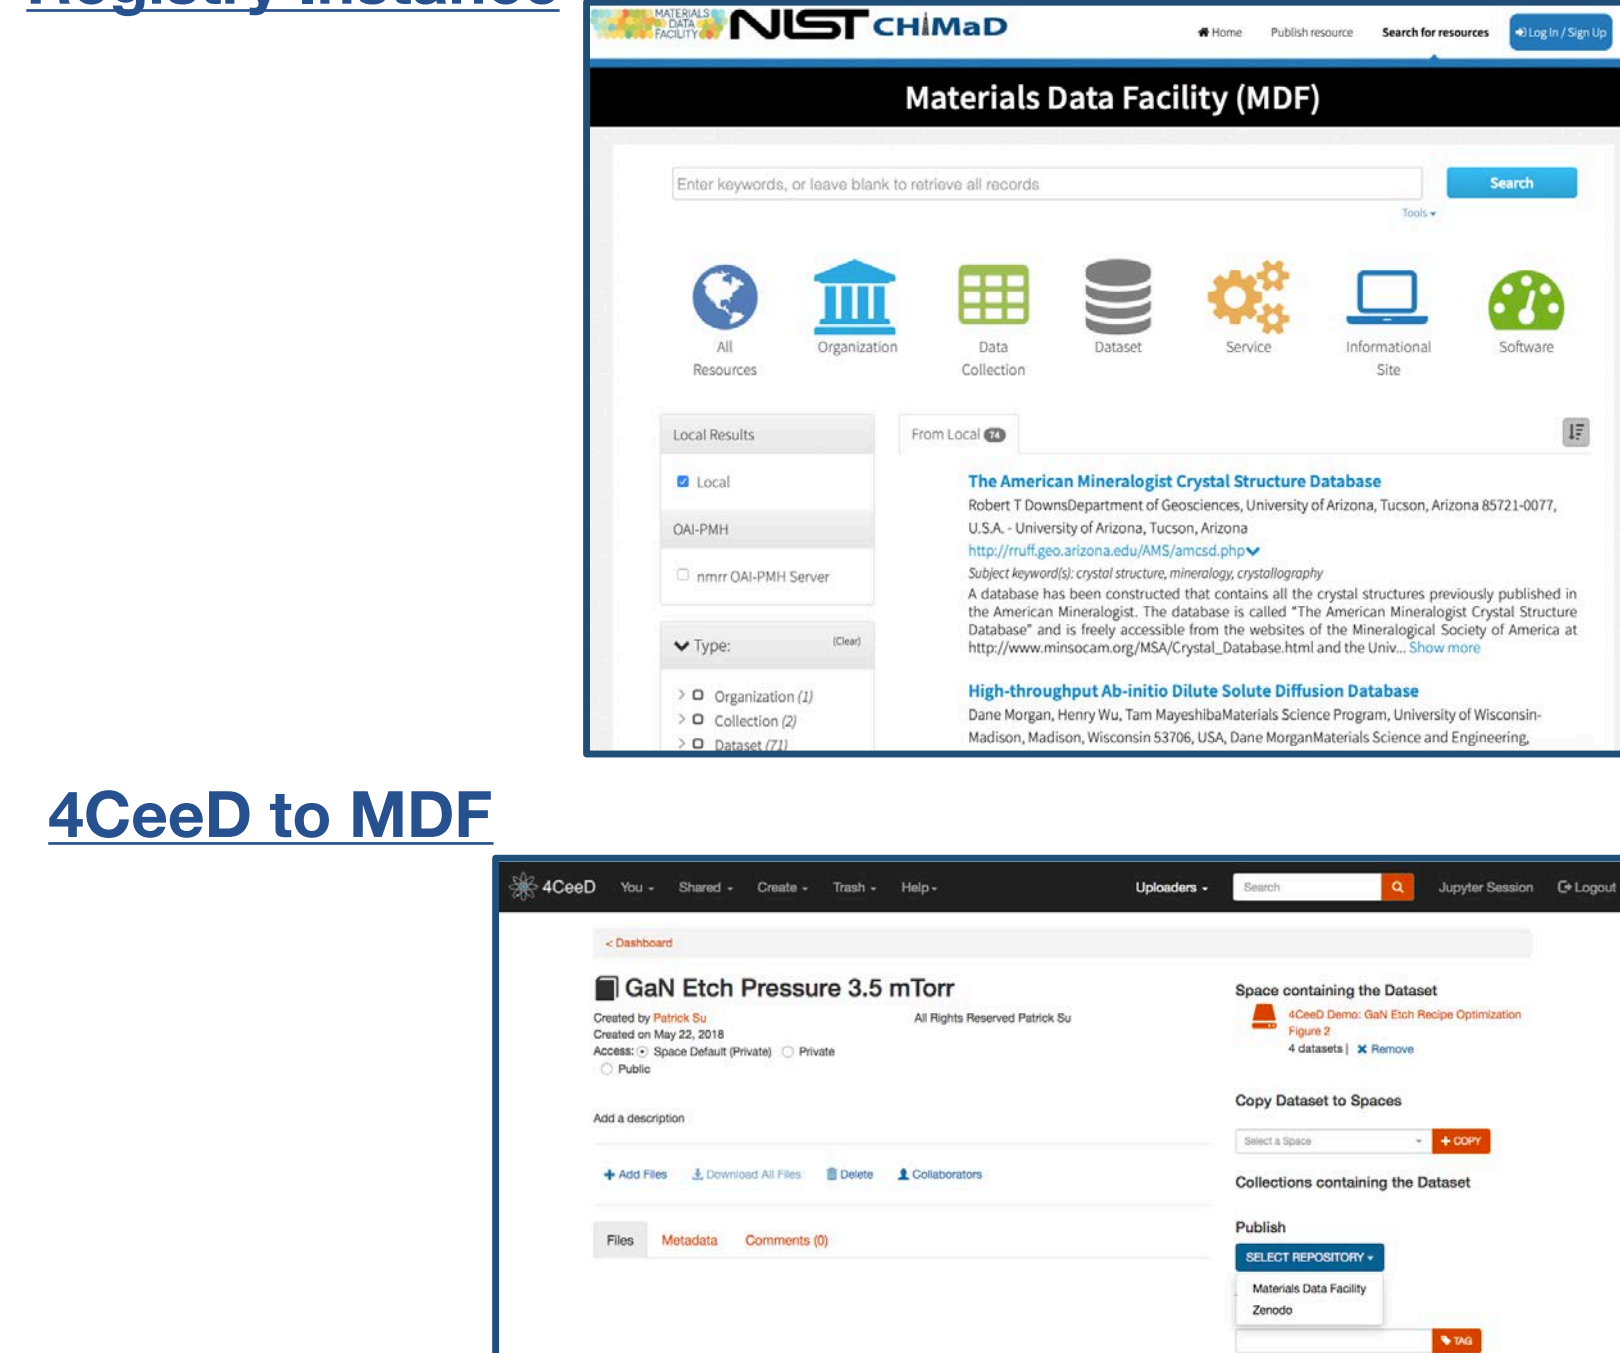 Registry Instance
MATERIALS
DATA
FACILITY
NIST CHiMaD
Home Publish resource Search for resources Log In / Sign Up
Materials Data Facility (MDF)
Enter keywords, or leave blank to retrieve all records
Search
Tools
All
Resources
Organization
Data
Collection
Dataset
Service
Informational
Site
Software
Local Results
Local
OAI-PMH
nmrr OAI-PMH Server
Type: (Clear)
Organization (1)
Collection (2)
Dataset (71)
From Local 74
The American Mineralogist Crystal Structure Database
Robert T DownsDepartment of Geosciences, University of Arizona, Tucson, Arizona 85721-0077,
U.S.A. - University of Arizona, Tucson, Arizona
http://rruff.geo.arizona.edu/AMS/amcsd.php
Subject keyword(s): crystal structure, mineralogy, crystallography
A database has been constructed that contains all the crystal structures previously published in
the American Mineralogist. The database is called "The American Mineralogist Crystal Structure
Database" and is freely accessible from the websites of the Mineralogical Society of America at
http://www.minsocam.org/MSA/Crystal_Database.html and the Univ... Show more
High-throughput Ab-initio Dilute Solute Diffusion Database
Dane Morgan, Henry Wu, Tam MayeshibaMaterials Science Program, University of Wisconsin-
Madison, Madison, Wisconsin 53706, USA, Dane MorganMaterials Science and Engineering,
4CeeD to MDF
4CeeD You Shared Create Trash Help Uploaders Search Jupyter Session Logout
< Dashboard
GaN Etch Pressure 3.5 mTorr
Created by Patrick Su
All Rights Reserved Patrick Su
Created on May 22, 2018
Access: Space Default (Private) Private
Public
Add a description
Add Files Download All Files Delete Collaborators
Files Metadata Comments (0)
Space containing the Dataset
4CeeD Demo: GaN Etch Recipe Optimization
Figure 2
4 datasets | Remove
Copy Dataset to Spaces
Select a Space + COPY
Collections containing the Dataset
Publish
SELECT REPOSITORY
Materials Data Facility
Zenodo
TAG